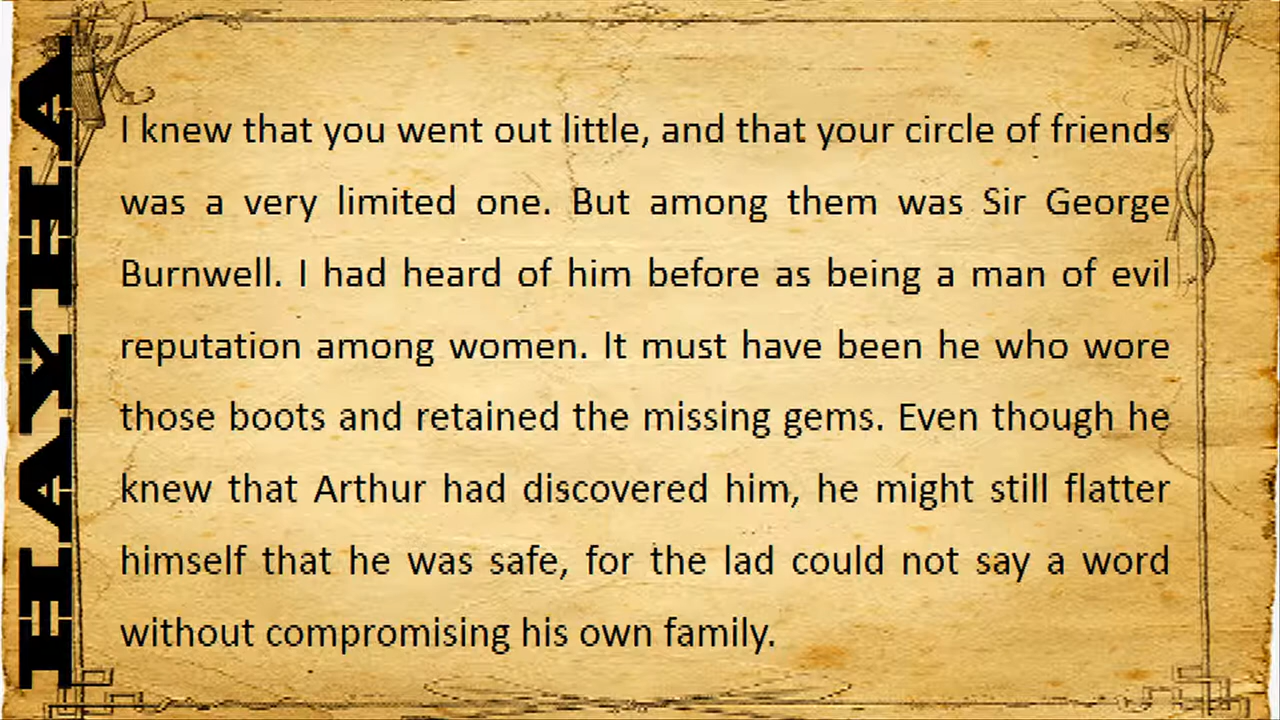 I knew that you went out little, and that your circle of friends
was a very limited one. But among them was Sir George
Burnwell. I had heard of him before as being a man of evil
reputation among women. It must have been he who wore
those boots and retained the missing gems. Even though he
knew that Arthur had discovered him, he might still flatter
himself that he was safe, for the lad could not say a word
without compromising his own family.
HAYHA